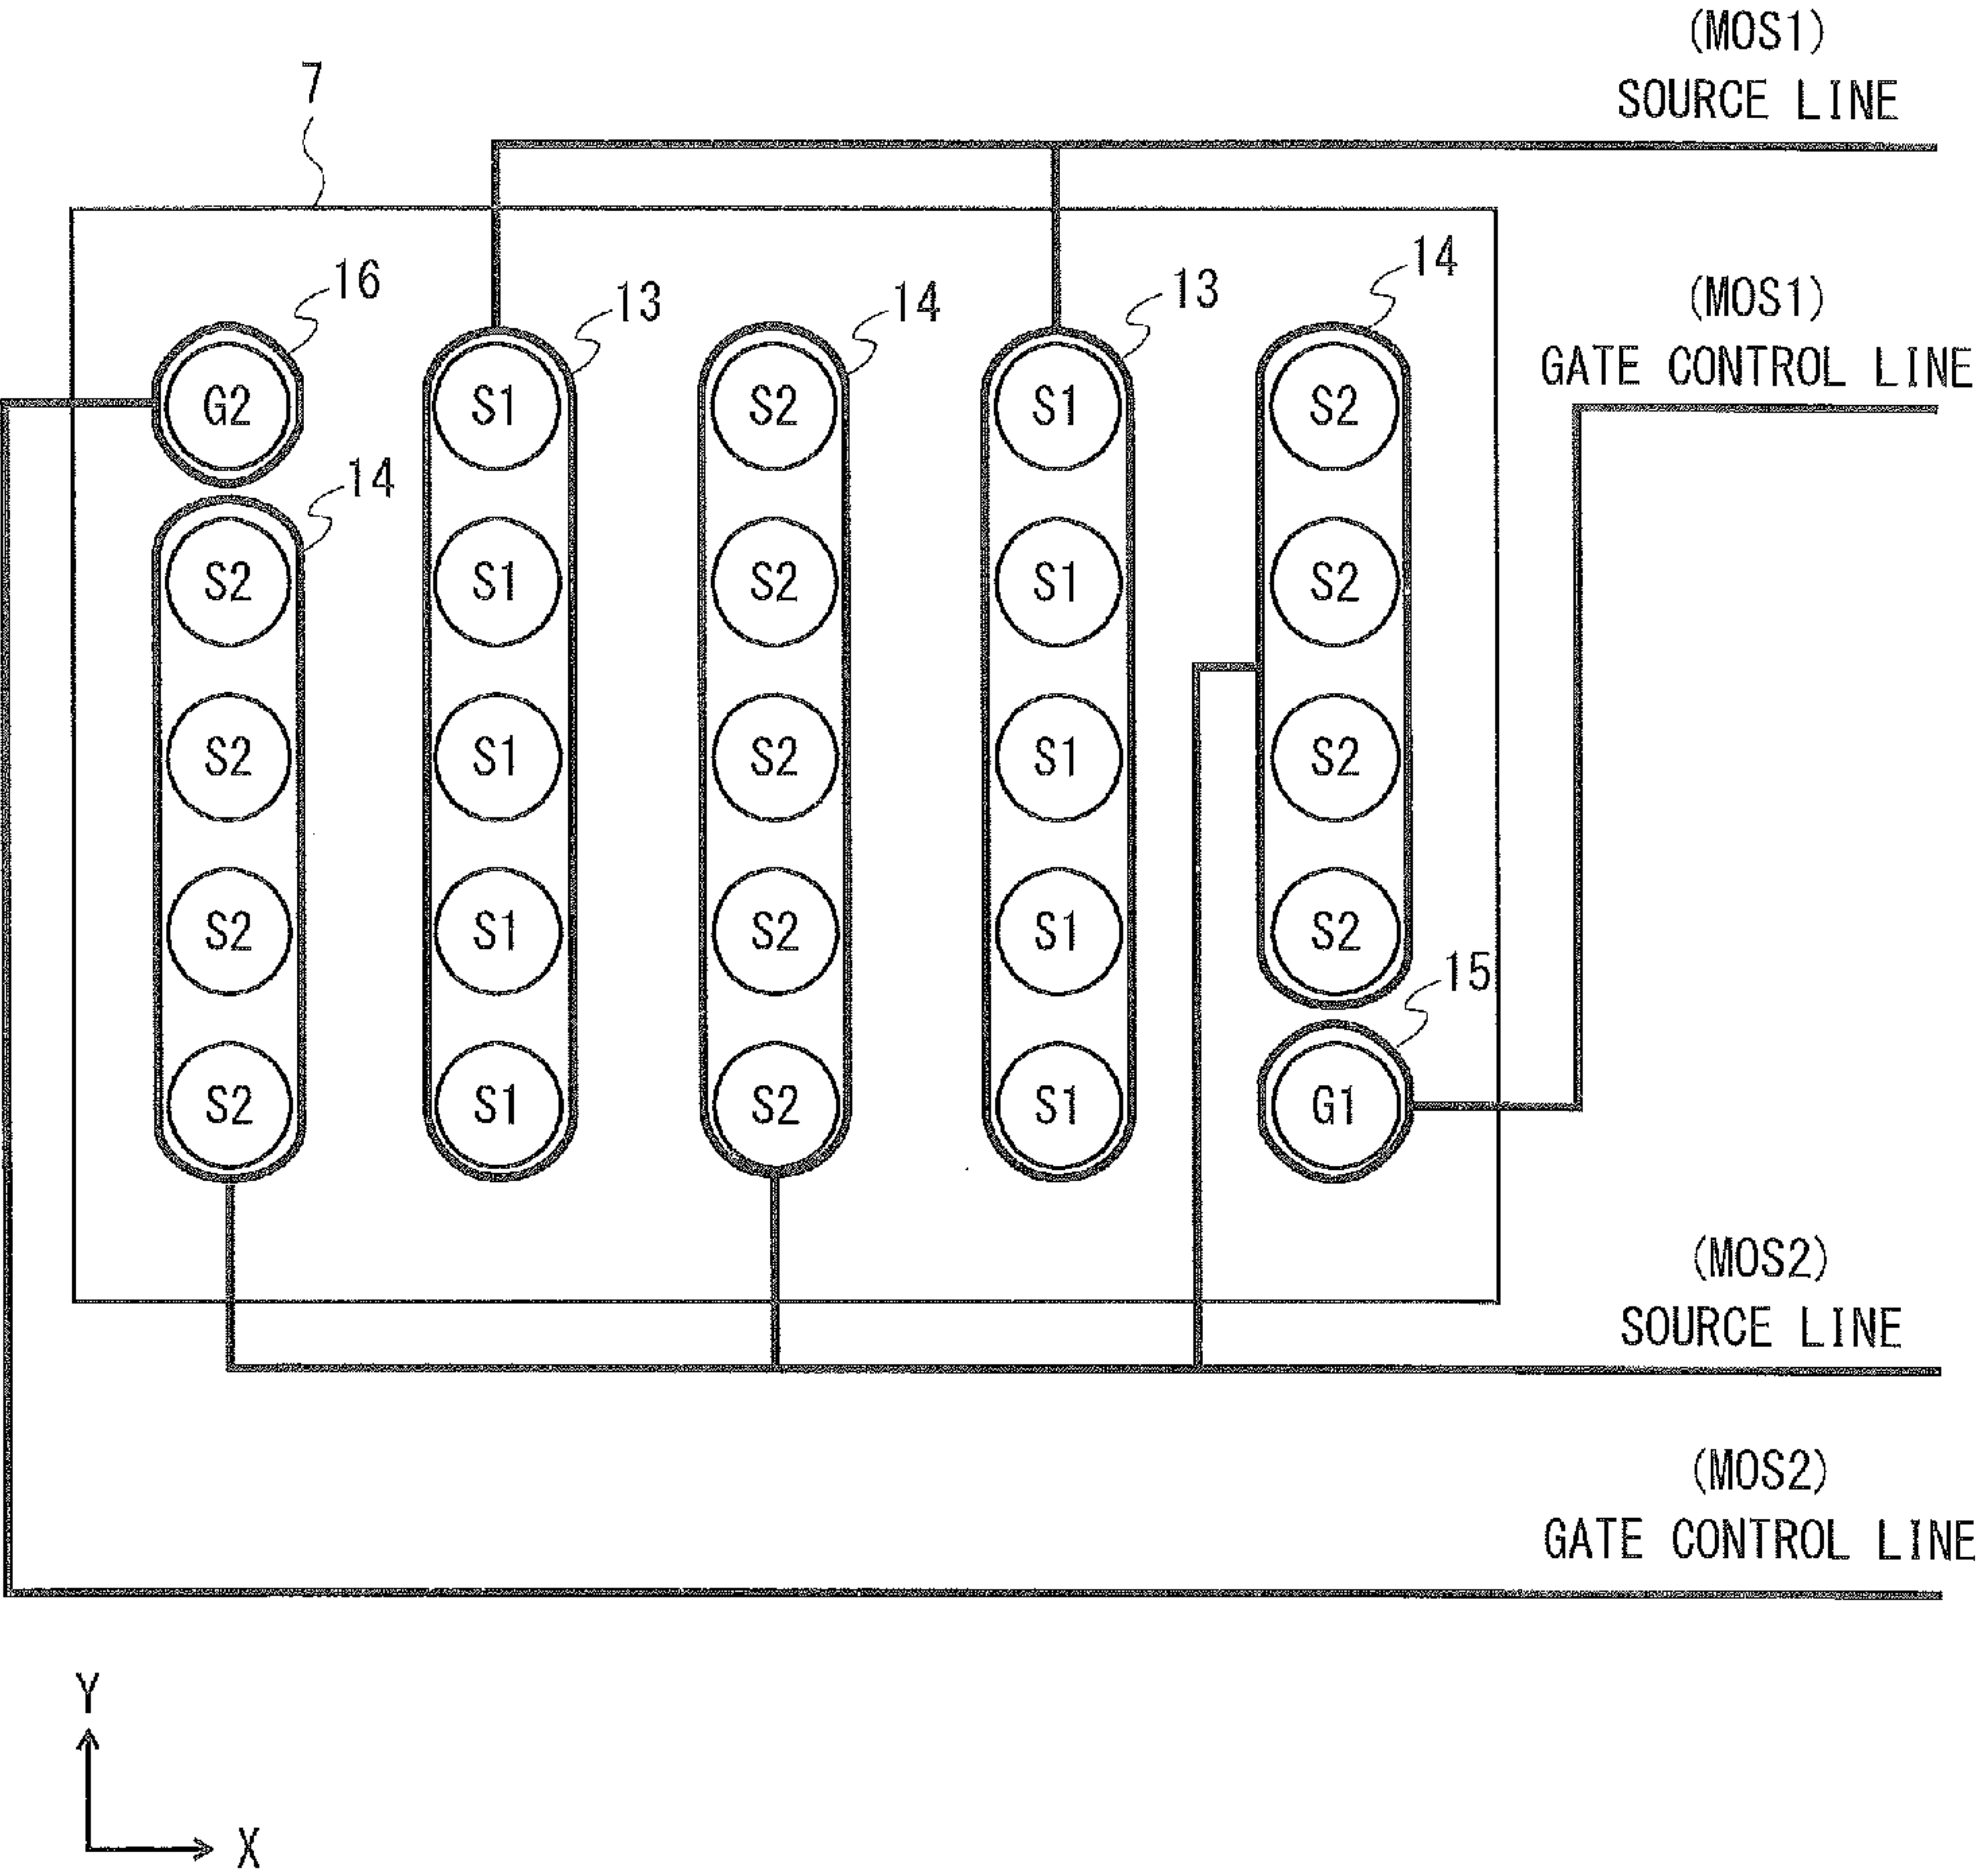 (MOS1)
SOURCE LINE
7
16
13
14
13
14
(MOS1)
GATE CONTROL LINE
G2
S1
S2
S1
S2
14
S2
S1
S2
S1
S2
S2
S1
S2
S1
S2
S2
S1
S2
S1
S2
15
S2
S1
S2
S1
G1
(MOS2)
SOURCE LINE
(MOS2)
GATE CONTROL LINE
Y
X